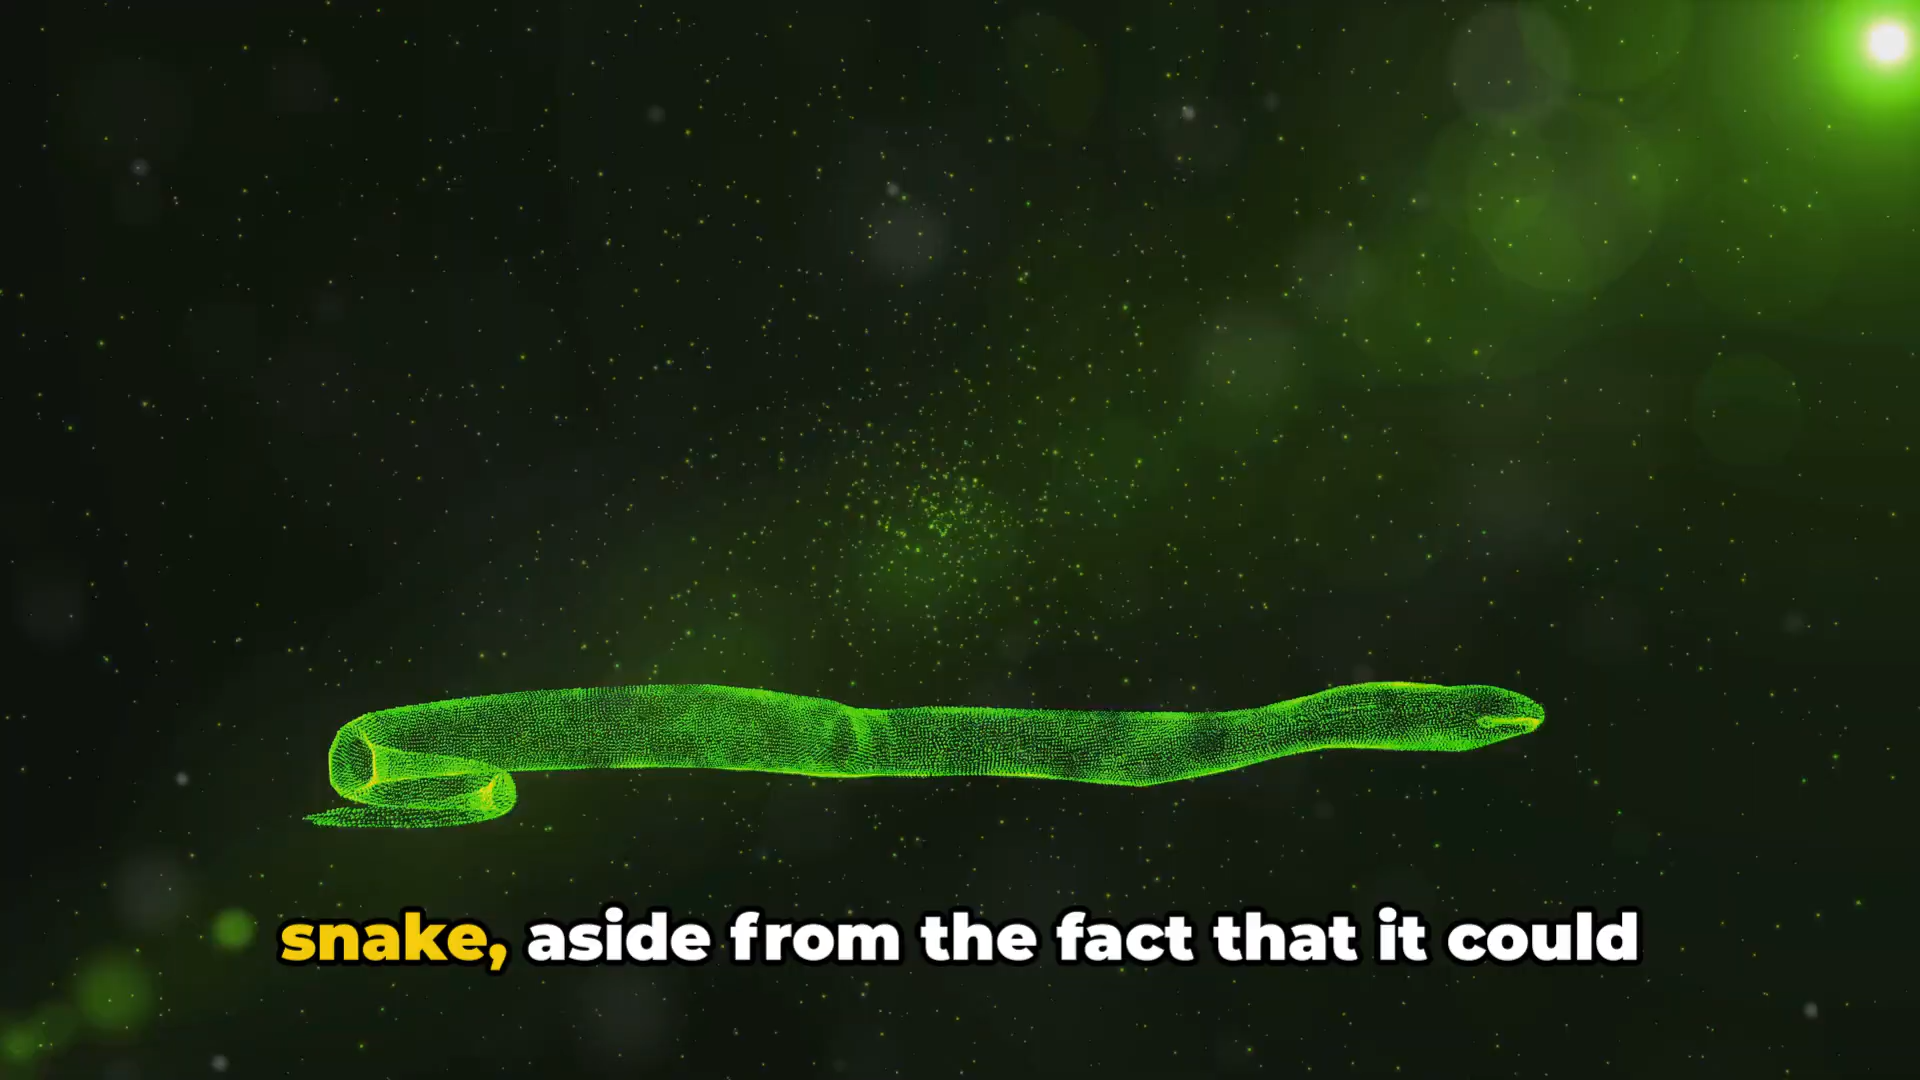 snake, aside from the fact that it could